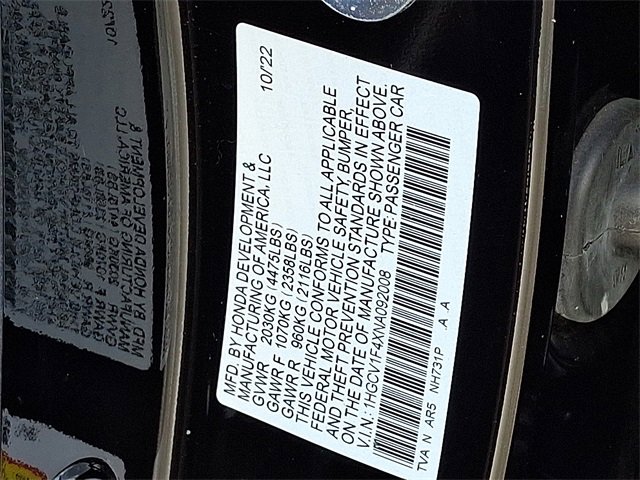 MFD. BY HONDA DEVELOPMENT &
MANUFACTURING OF AMERICA, LLC 10/22
GVWR 2030KG (4475LBS)
GAWR F 1070KG (2358LBS)
GAWR R 960KG (2116LBS)
THIS VEHICLE CONFORMS TO ALL APPLICABLE
FEDERAL MOTOR VEHICLE SAFETY, BUMPER,
AND THEFT PREVENTION STANDARDS IN EFFECT
ON THE DATE OF MANUFACTURE SHOWN ABOVE.
V.I.N.: 1HGCV1F4XNA092008 TYPE: PASSENGER CAR
TVA N AR5 NH731P .A .A